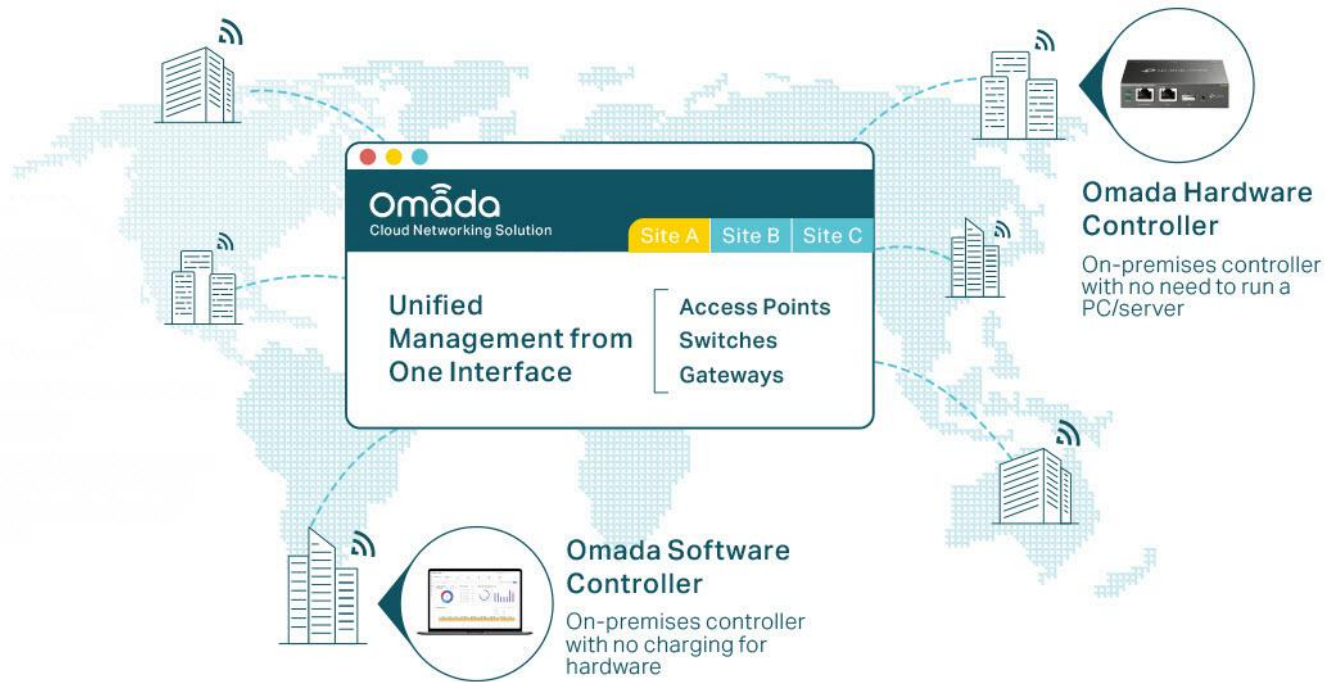 Omada
Cloud Networking Solution
Site A
Site B
Site C
Unified
Management from
One Interface
Access Points
Switches
Gateways
Omada Hardware
Controller
On-premises controller
with no need to run a
PC/server
Omada Software
Controller
On-premises controller
with no charging for
hardware